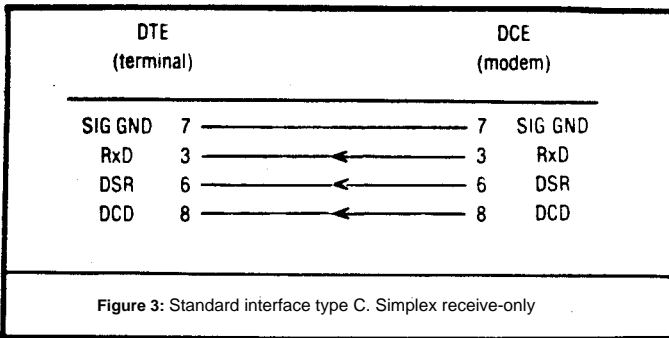 DTE DCE
(terminal) (modem)
SIG GND 7 7 SIG GND
RxD 3 3 RxD
DSR 6 6 DSR
DCD 8 8 DCD
Figure 3: Standard interface type C. Simplex receive-only